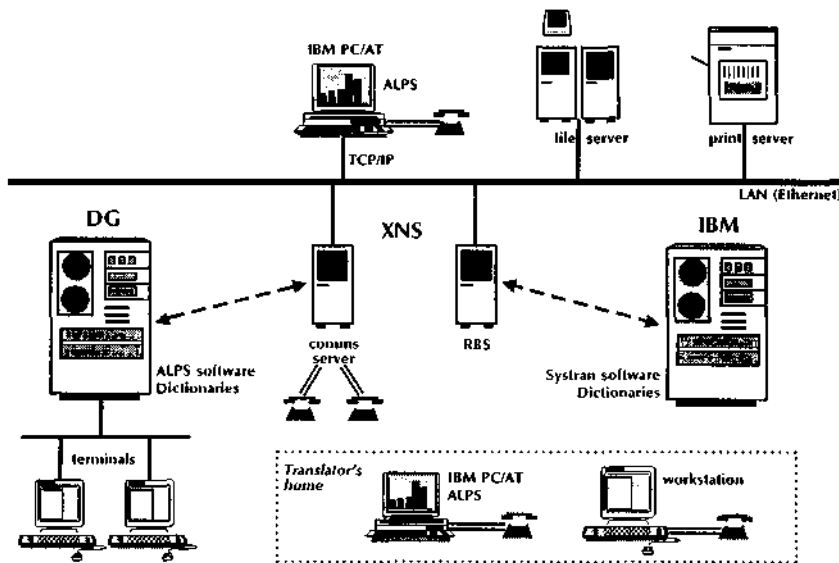 IBM PC/AT
ALPS
TCP/IP
file server
print server
LAN (Ethernet)
DG
XNS
IBM
ALPS software
Dictionaries
comms
server
RBS
Systran software
Dictionaries
terminals
Translator's
home
IBM PC/AT
ALPS
workstation